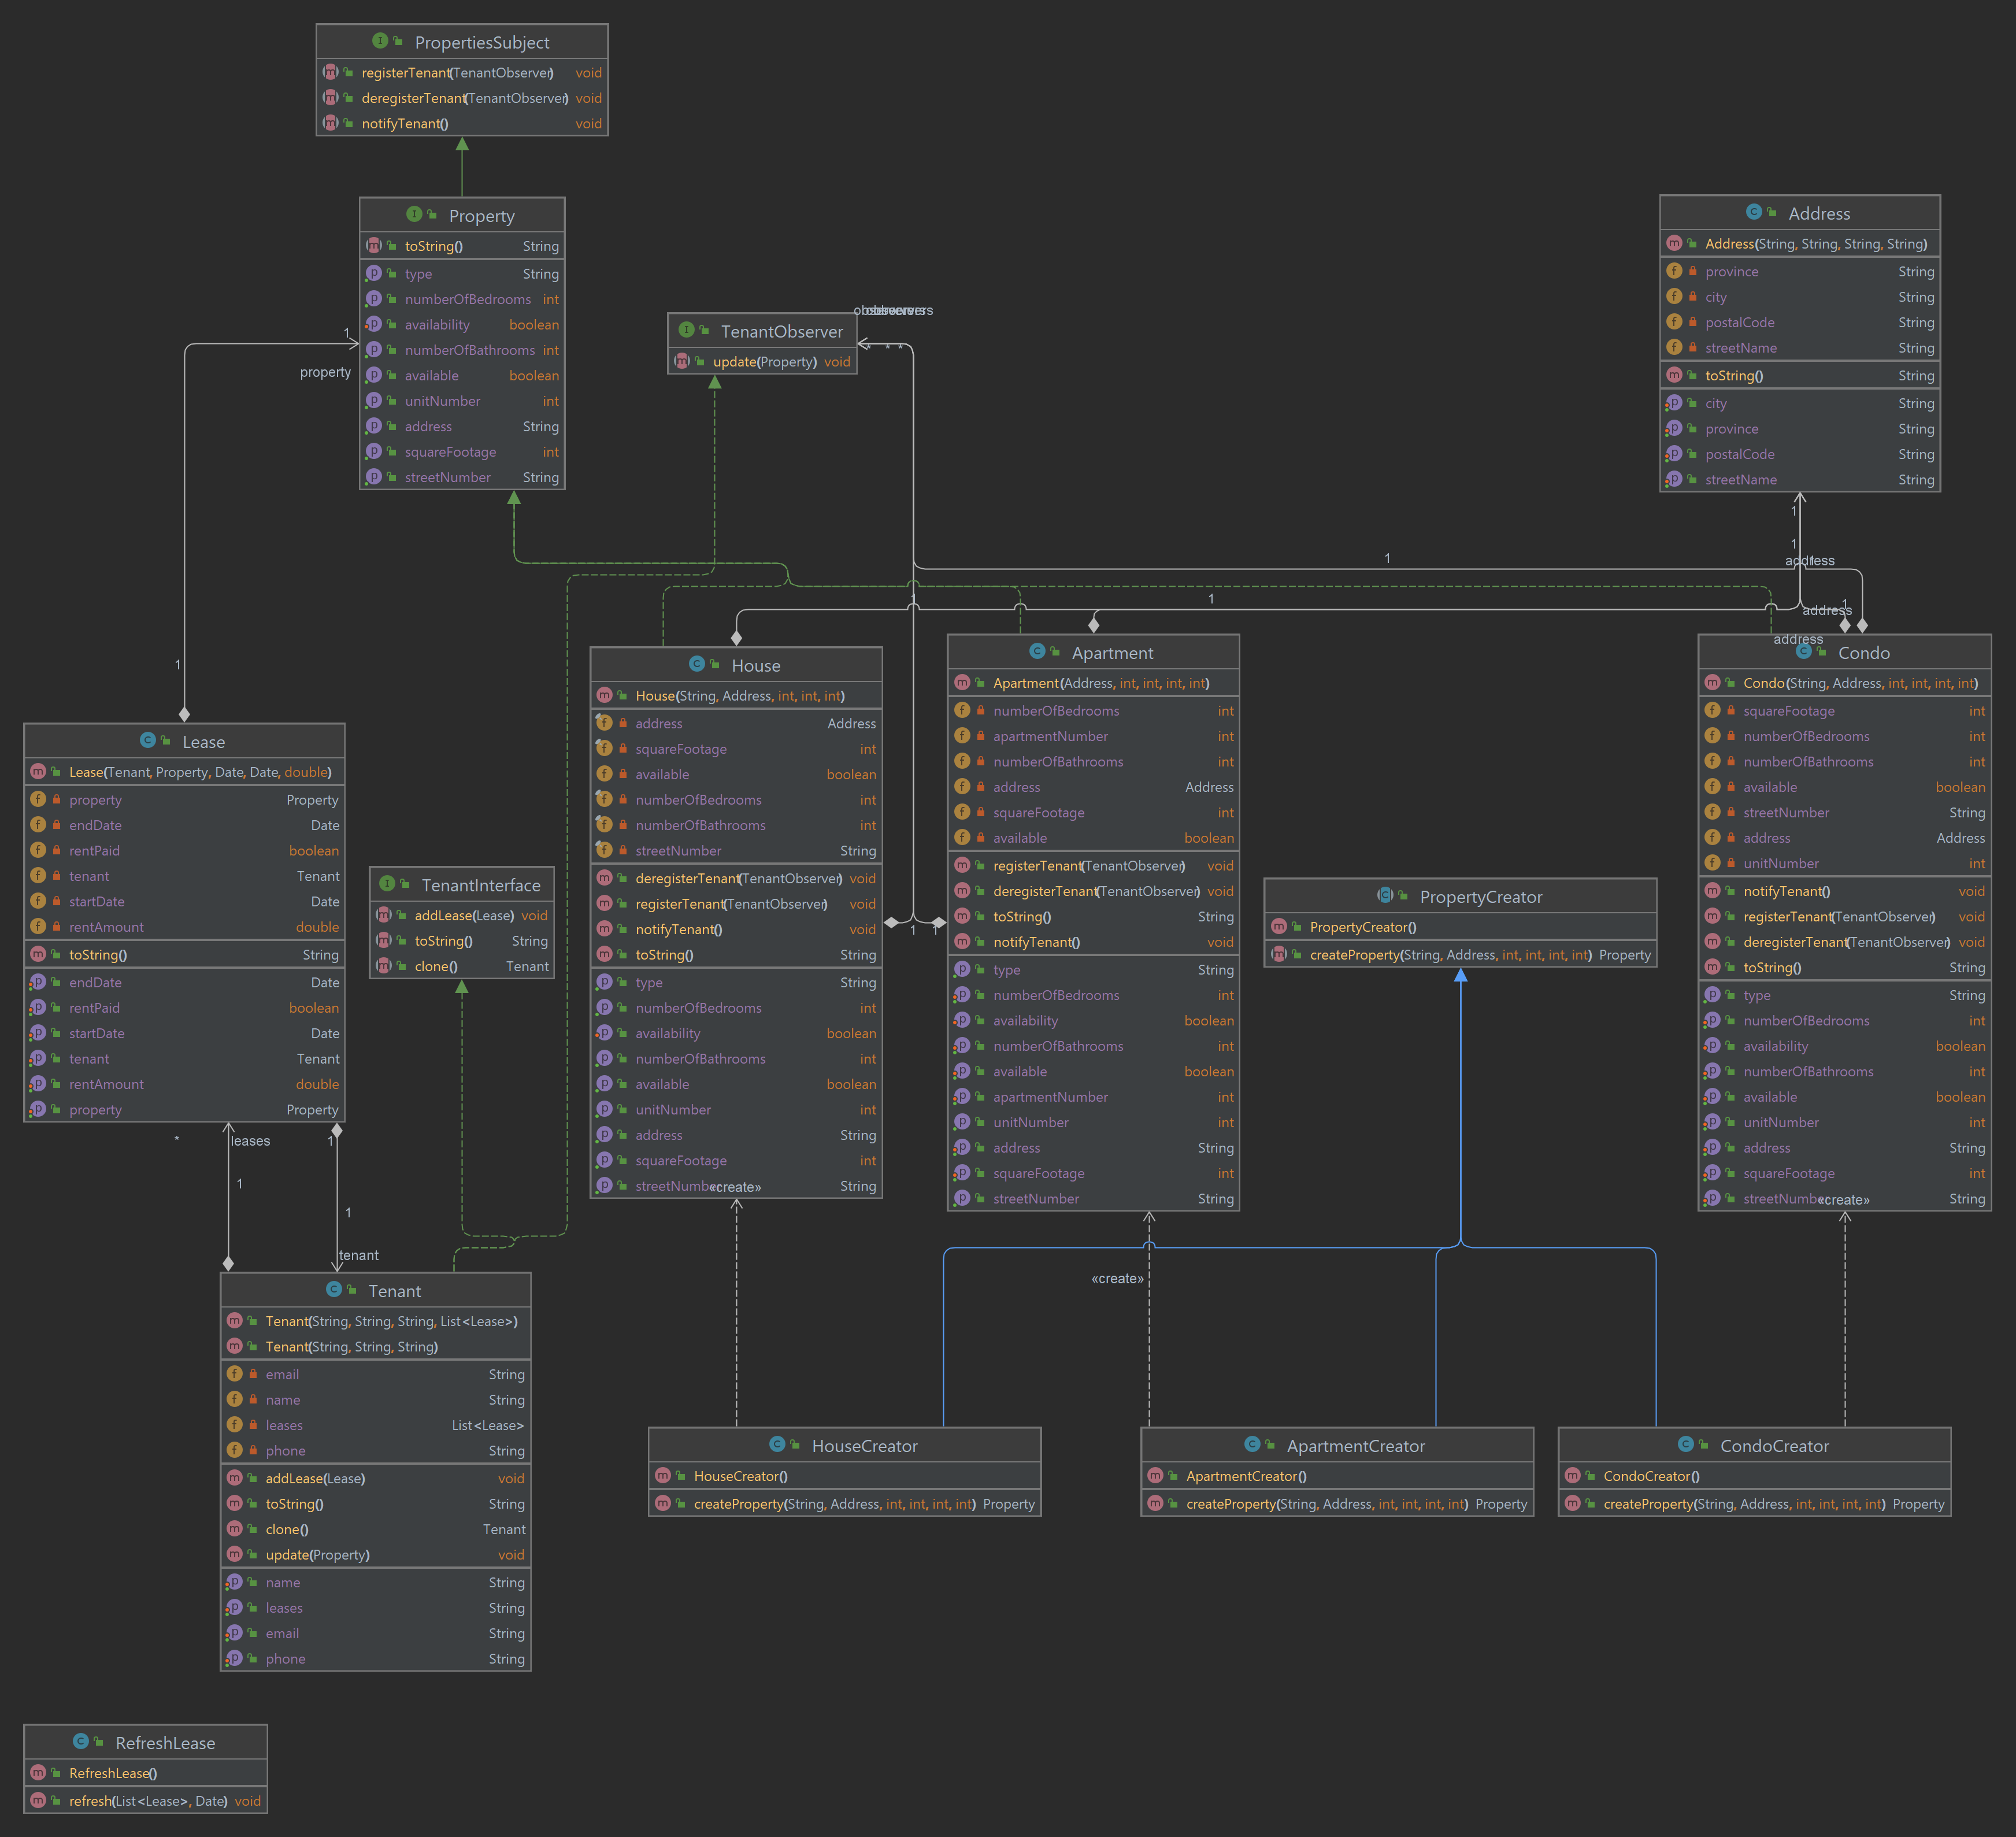 PropertiesSubject
registerTenant(TenantObserver) void
deregisterTenant(TenantObserver) void
notifyTenant() void
Property
toString() String
type String
numberOfBedrooms int
availability boolean
numberOfBathrooms int
available boolean
unitNumber int
address String
squareFootage int
streetNumber String
1
property
1
observers
TenantObserver
update(Property) void
* * *
Address
Address(String, String, String, String)
province String
city String
postalCode String
streetName String
toString() String
city String
province String
postalCode String
streetName String
1
1
1
address
1
1
1
address
1
address
House
House(String, Address, int, int, int)
address Address
squareFootage int
available boolean
numberOfBedrooms int
numberOfBathrooms int
streetNumber String
deregisterTenant(TenantObserver) void
registerTenant(TenantObserver) void
notifyTenant() void
toString() String
type String
numberOfBedrooms int
availability boolean
numberOfBathrooms int
available boolean
unitNumber int
address String
squareFootage int
streetNumber String
«create»
1
1
Apartment
Apartment(Address, int, int, int, int)
numberOfBedrooms int
apartmentNumber int
numberOfBathrooms int
address Address
squareFootage int
available boolean
registerTenant(TenantObserver) void
deregisterTenant(TenantObserver) void
toString() String
notifyTenant() void
type String
numberOfBedrooms int
availability boolean
numberOfBathrooms int
available boolean
apartmentNumber int
unitNumber int
address String
squareFootage int
streetNumber String
«create»
Condo
Condo(String, Address, int, int, int, int)
squareFootage int
numberOfBedrooms int
numberOfBathrooms int
available boolean
streetNumber String
address Address
unitNumber int
notifyTenant() void
registerTenant(TenantObserver) void
deregisterTenant(TenantObserver) void
toString() String
type String
numberOfBedrooms int
availability boolean
numberOfBathrooms int
available boolean
unitNumber int
address String
squareFootage int
streetNumber String
«create»
Lease
Lease(Tenant, Property, Date, Date, double)
property Property
endDate Date
rentPaid boolean
tenant Tenant
startDate Date
rentAmount double
toString() String
endDate Date
rentPaid boolean
startDate Date
tenant Tenant
rentAmount double
property Property
* leases 1
1
1
tenant
TenantInterface
addLease(Lease) void
toString() String
clone() Tenant
PropertyCreator
PropertyCreator()
createProperty(String, Address, int, int, int, int) Property
Tenant
Tenant(String, String, String, List<Lease>)
Tenant(String, String, String)
email String
name String
leases List<Lease>
phone String
addLease(Lease) void
toString() String
clone() Tenant
update(Property) void
name String
leases String
email String
phone String
HouseCreator
HouseCreator()
createProperty(String, Address, int, int, int, int) Property
ApartmentCreator
ApartmentCreator()
createProperty(String, Address, int, int, int, int) Property
CondoCreator
CondoCreator()
createProperty(String, Address, int, int, int, int) Property
RefreshLease
RefreshLease()
refresh(List<Lease>, Date) void